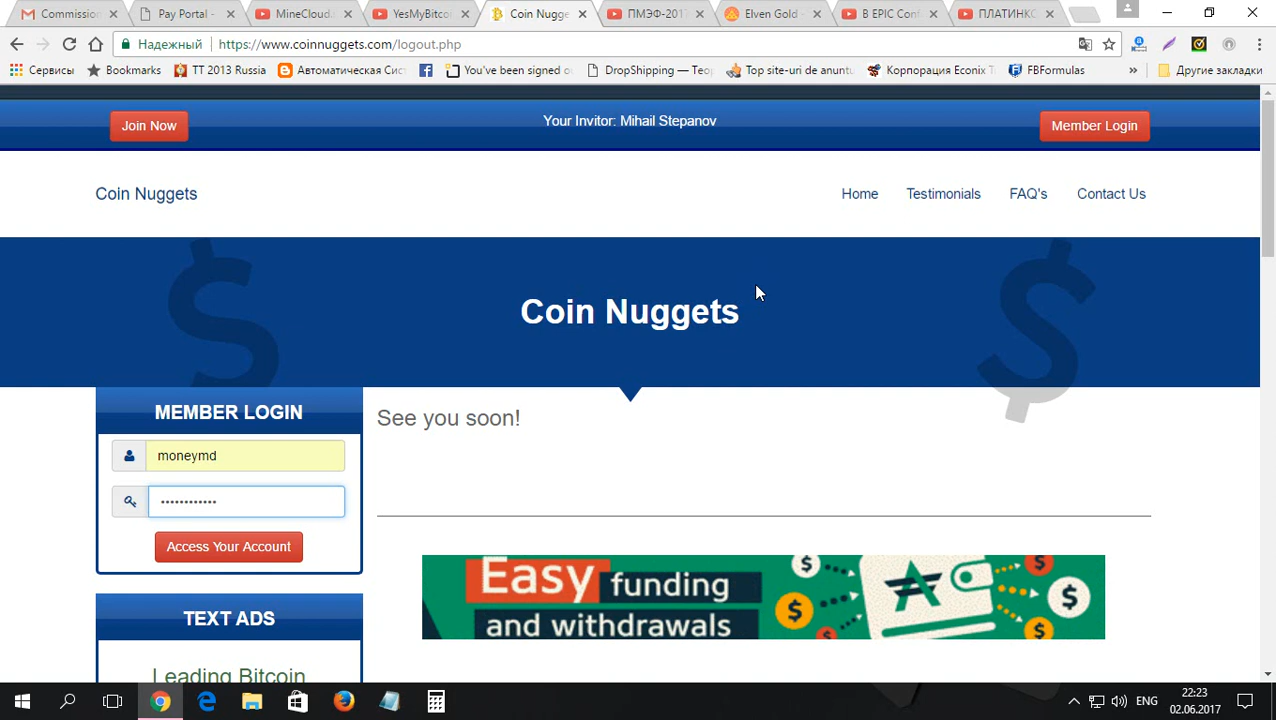 Commissio
Pay Portal -
MineCloud.
YesMyBitco
Coin Nugge
ПМЭФ-201
Elven Gold -
В EPIC Conf
ПЛАТИНКО
Надежный
https://www.coinnuggets.com/logout.php
Сервисы
Bookmarks
TT 2013 Russia
Автоматическая Сис
You've been signed o
DropShipping — Teo
Top site-uri de anunțu
Корпорация Econix T
FBFormulas
»
Другие закладки
Join Now
Your Invitor: Mihail Stepanov
Member Login
Coin Nuggets
Home
Testimonials
FAQ's
Contact Us
Coin Nuggets
MEMBER LOGIN
moneymd
••••••••••••
Access Your Account
See you soon!
Easy funding
and withdrawals
TEXT ADS
Leading Bitcoin
ENG
22:23
02.06.2017